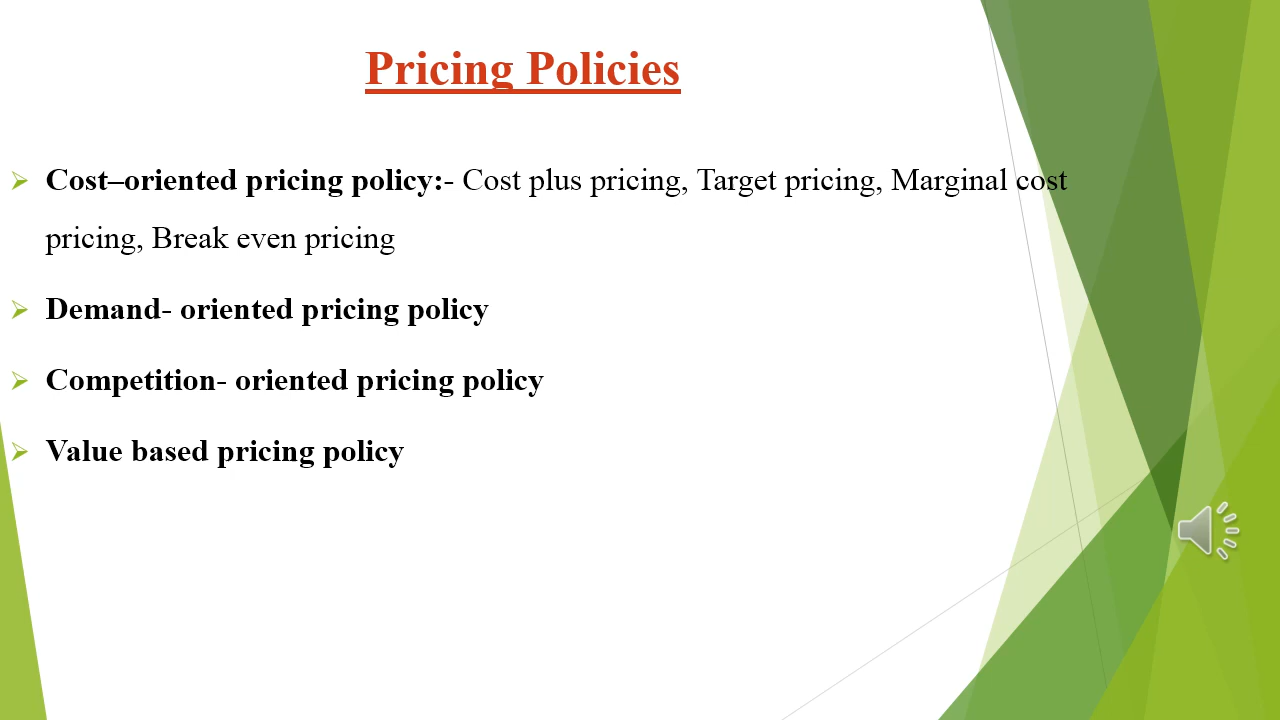 Pricing Policies
Cost–oriented pricing policy:- Cost plus pricing, Target pricing, Marginal cost
pricing, Break even pricing
Demand- oriented pricing policy
Competition- oriented pricing policy
Value based pricing policy